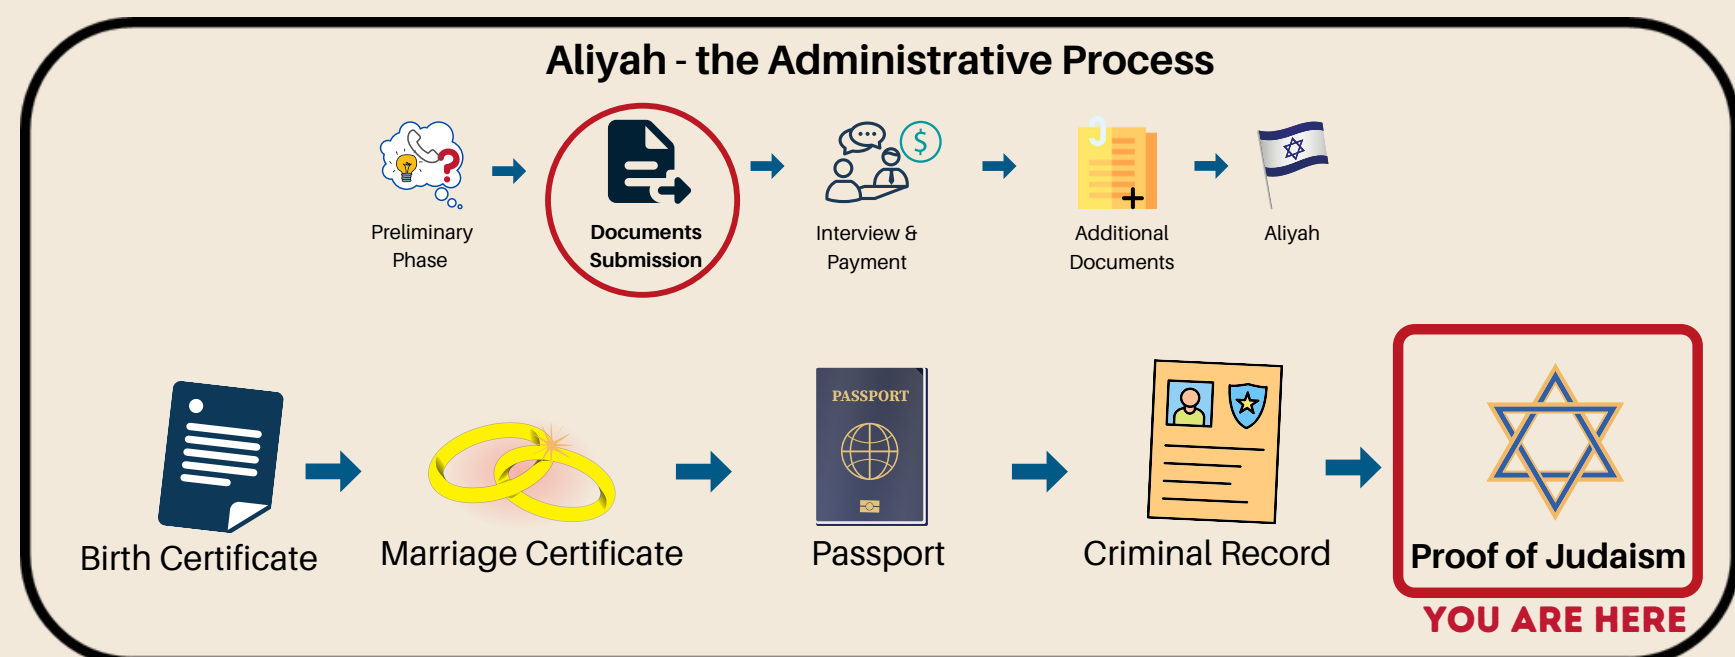 Aliyah - the Administrative Process
Preliminary
Phase
Documents
Submission
Interview &
Payment
Additional
Documents
Aliyah
PASSPORT
Birth Certificate
Marriage Certificate
Passport
Criminal Record
Proof of Judaism
YOU ARE HERE